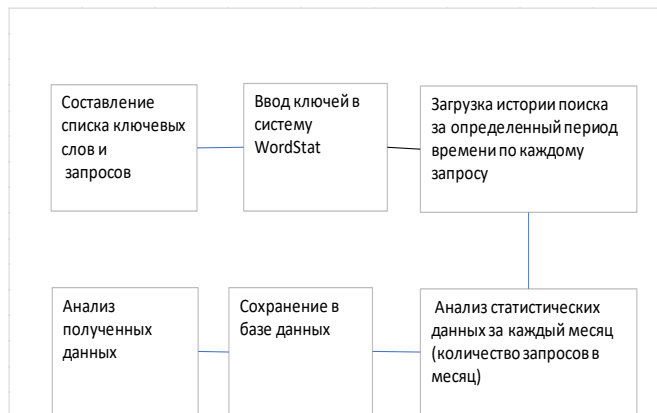 Составление
списка ключевых
слов и
запросов
Ввод ключей в
систему
WordStat
Загрузка истории поиска
за определенный период
времени по каждому
запросу
Анализ
полученных
данных
Сохранение в
базе данных
Анализ статистических
данных за каждый месяц
(количество запросов в
месяц)